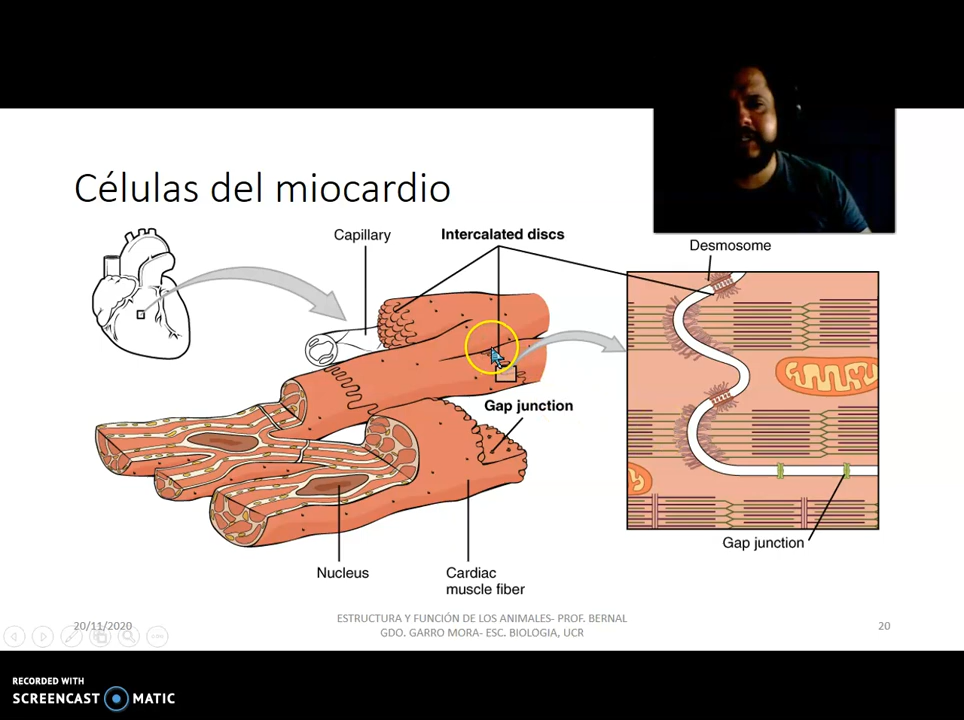 Células del miocardio
Capillary
Intercalated discs
Desmosome
Gap junction
Gap junction
Nucleus
Cardiac
muscle fiber
20/11/2020
ESTRUCTURA Y FUNCIÓN DE LOS ANIMALES- PROF. BERNAL
GDO. GARRO MORA- ESC. BIOLOGIA, UCR
20
RECORDED WITH
SCREENCAST MATIC